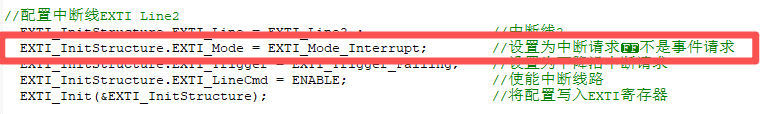 //配置中断线EXTI Line2
EXTI_InitStructure.EXTI_Line = EXTI_Line2 ; //中断线2
EXTI_InitStructure.EXTI_Mode = EXTI_Mode_Interrupt; //设置为中断请求FF不是事件请求
EXTI_InitStructure.EXTI_Trigger = EXTI_Trigger_Falling; //设置为下降沿中断请求
EXTI_InitStructure.EXTI_LineCmd = ENABLE; //使能中断线路
EXTI_Init(&EXTI_InitStructure); //将配置写入EXTI寄存器